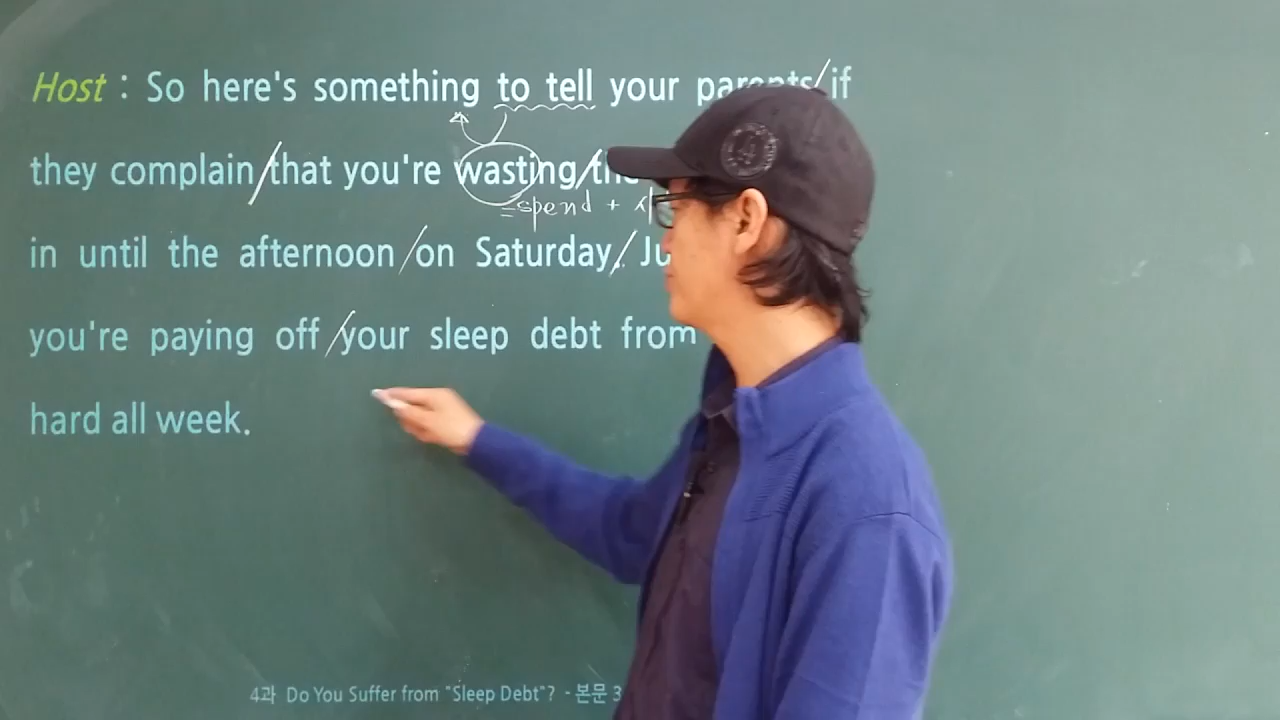 Host : So here's something to tell your parents/if
they complain/that you're wasting/the
=spend +
in until the afternoon/on Saturday./Ju
you're paying off/your sleep debt from
hard all week.
4과 Do You Suffer from "Sleep Debt"? - 본문 3